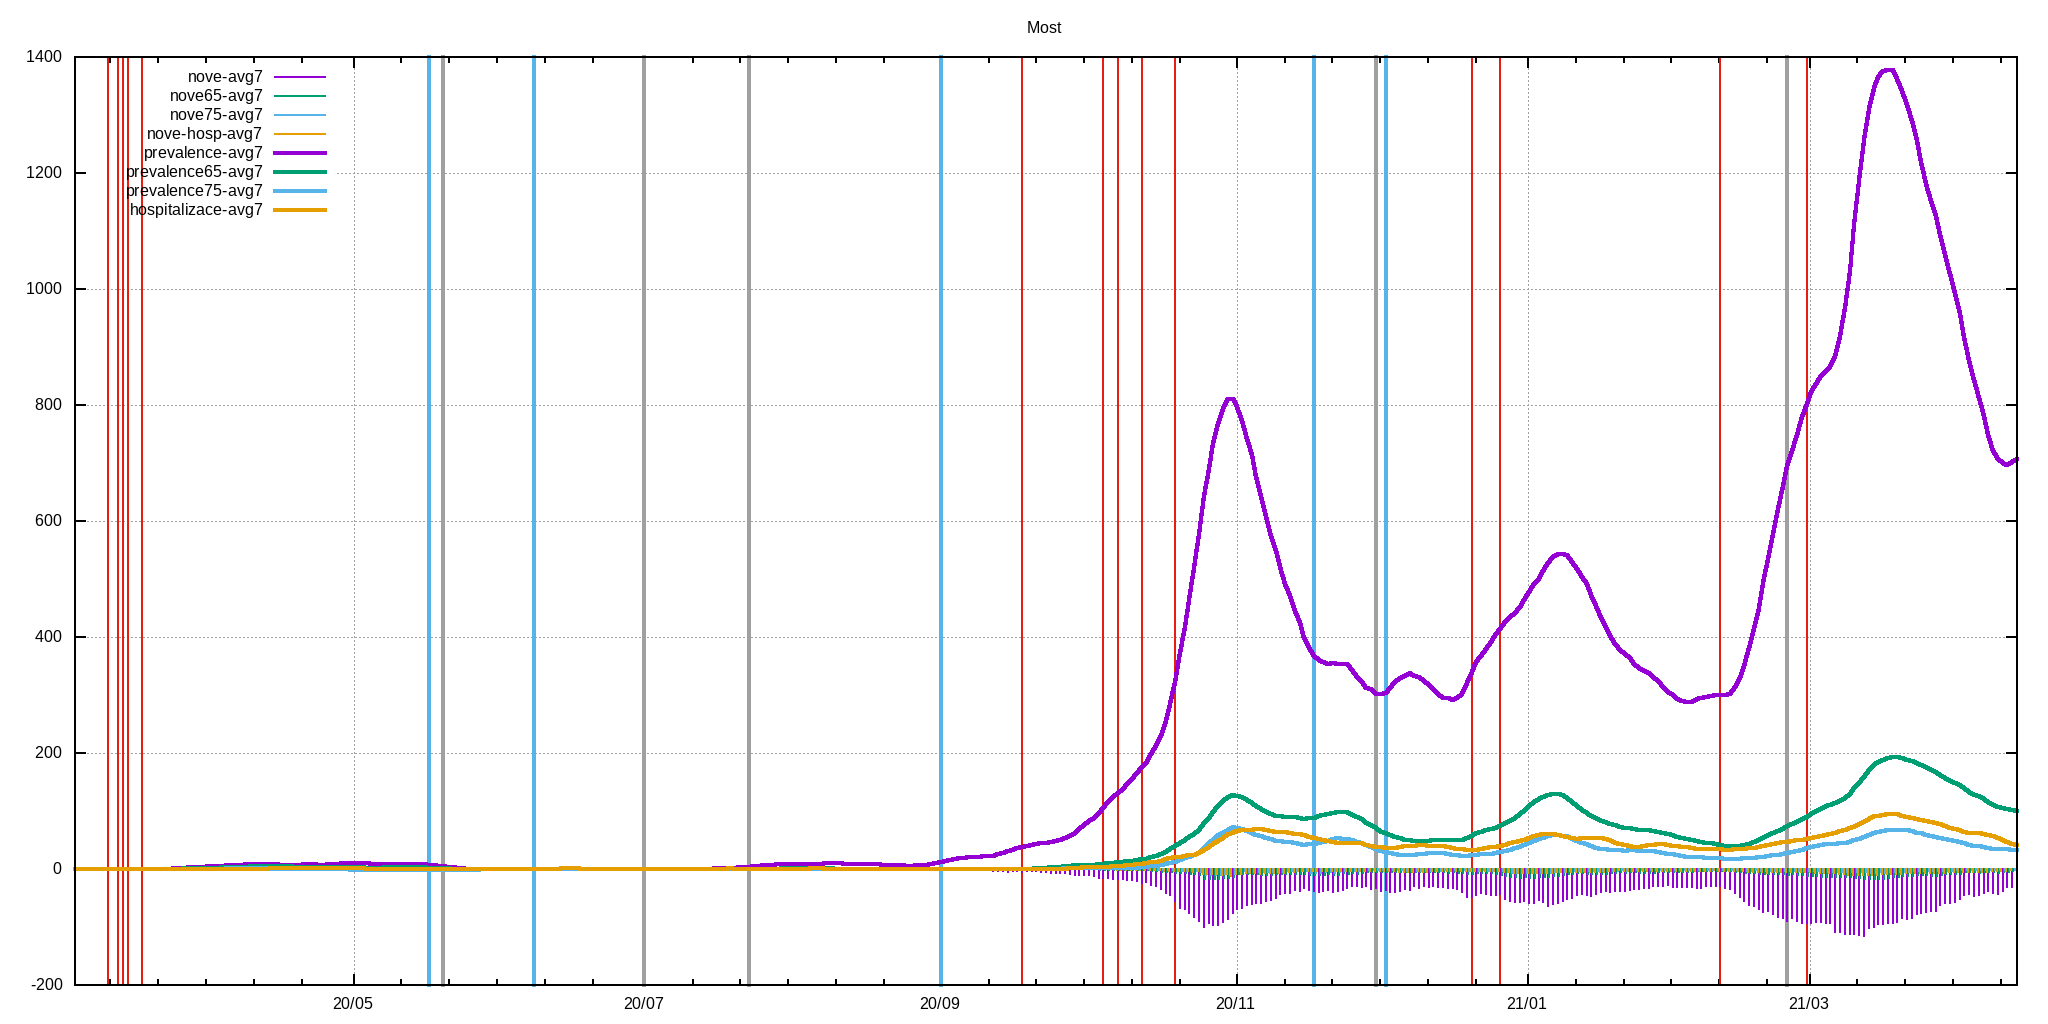 Most
1400
1200
1000
800
600
400
200
0
-200
nove-avg7
nove65-avg7
nove75-avg7
nove-hosp-avg7
prevalence-avg7
prevalence65-avg7
prevalence75-avg7
hospitalizace-avg7
20/05
20/07
20/09
20/11
21/01
21/03